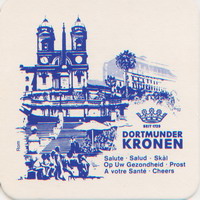 SEIT 1729
DORTMUNDER
KRONEN
Salute · Salud · Skål
Op Uw Gezondheid · Prost
A votre Santé · Cheers
Rom